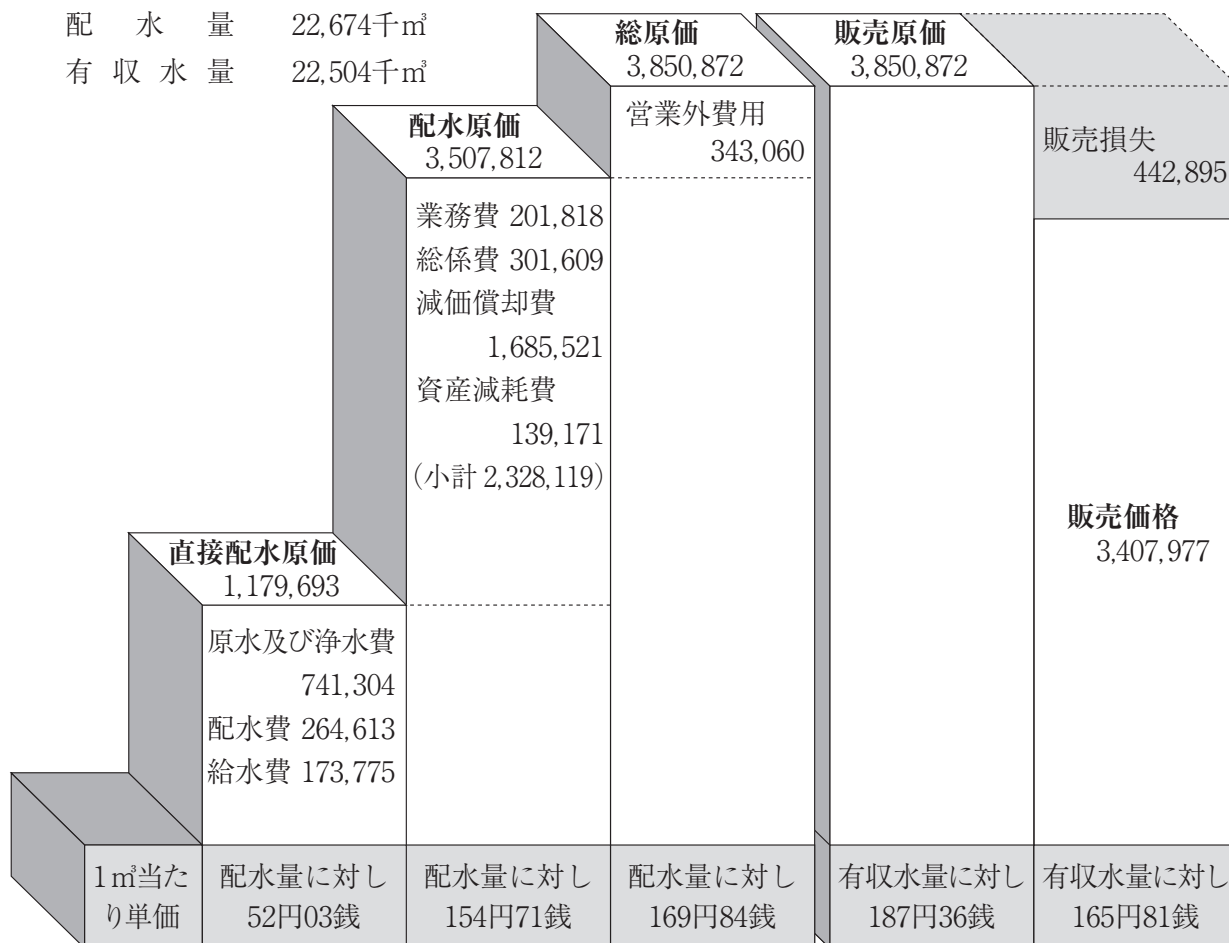 配水量 22,674千㎥
有収水量 22,504千㎥
直接配水原価
1,179,693
原水及び浄水費
741,304
配水費 264,613
給水費 173,775
配水原価
3,507,812
業務費 201,818
総係費 301,609
減価償却費
1,685,521
資産減耗費
139,171
(小計 2,328,119)
総原価
3,850,872
営業外費用
343,060
販売原価
3,850,872
販売損失
442,895
販売価格
3,407,977
1㎥当た
り単価
配水量に対し
52円03銭
配水量に対し
154円71銭
配水量に対し
169円84銭
有収水量に対し
187円36銭
有収水量に対し
165円81銭